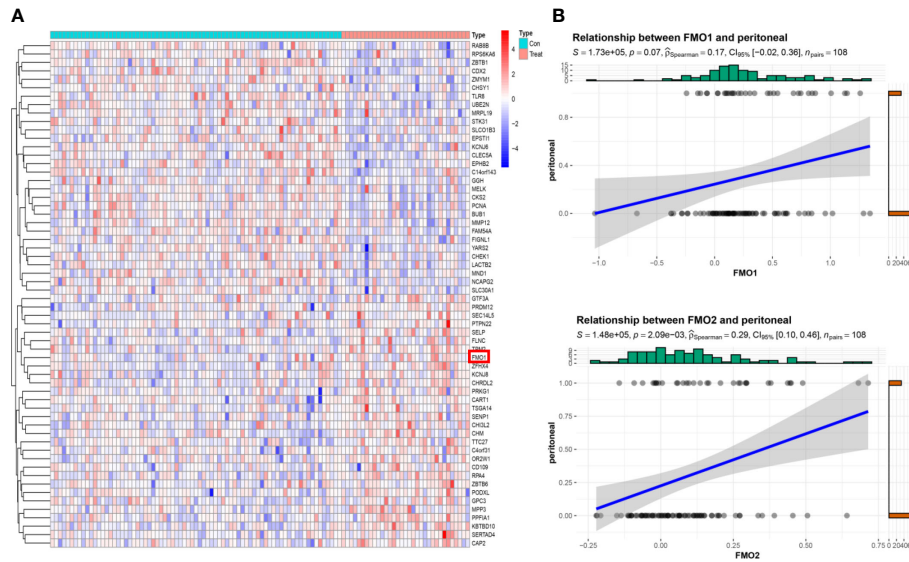 A
Type
RAB8B
RPS6KA6
ZBTB1
CDX2
ZNYM1
CHSY1
TLR8
UBE2N
MRPL19
STK31
SLCO1B3
EPSTI1
KCNJ6
CLEC5A
EPHB2
C14orf143
GGH
MELK
CKS2
PCNA
BUB1
MMP12
FAM54A
FIGNL1
YARS2
CHEK1
LACTB2
MND1
NCAPG2
SLC30A1
GTF3A
PRDM12
SEC14L5
PTPN22
SELP
FLNC
FMO1
ZFHX4
KCNJ8
CHRDL2
PRKG1
CART1
TSGA14
SENP1
CHGL2
CHM
TTC27
C4orf31
OR2W1
CD109
RPA4
ZBTB6
PODXL
GPC3
MPP3
PPFIA1
KBTBD10
SERTAD4
CAP2
4
2
0
−2
−4
Type
Con
Treat
B
Relationship between FMO1 and peritoneal
S = 1.73e+05, p = 0.07, ρ̂Spearman = 0.17, CI95% [−0.02, 0.36], npairs = 108
15
10
5
0
peritoneal
0.8
0.4
0.0
−1.0 −0.5 0.0 0.5 1.0
FMO1
Relationship between FMO2 and peritoneal
S = 1.48e+05, p = 2.09e−03, ρ̂Spearman = 0.29, CI95% [0.10, 0.46], npairs = 108
peritoneal
1.00
0.75
0.50
0.25
0.00
−0.25 0.00 0.25 0.50 0.75
FMO2